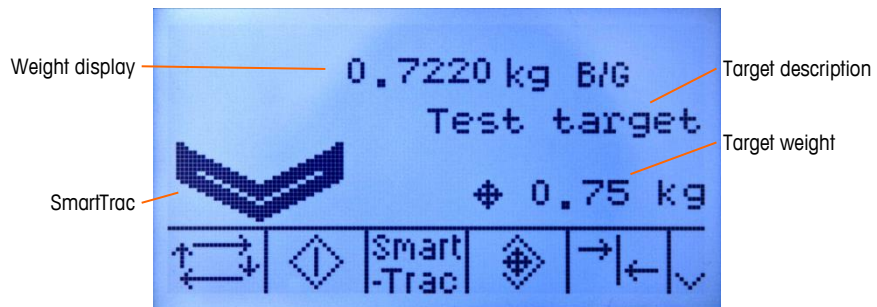 Weight display
0.7220 kg B/G
Target description
Test target
Target weight
SmartTrac
0.75 kg
Smart
-Trac